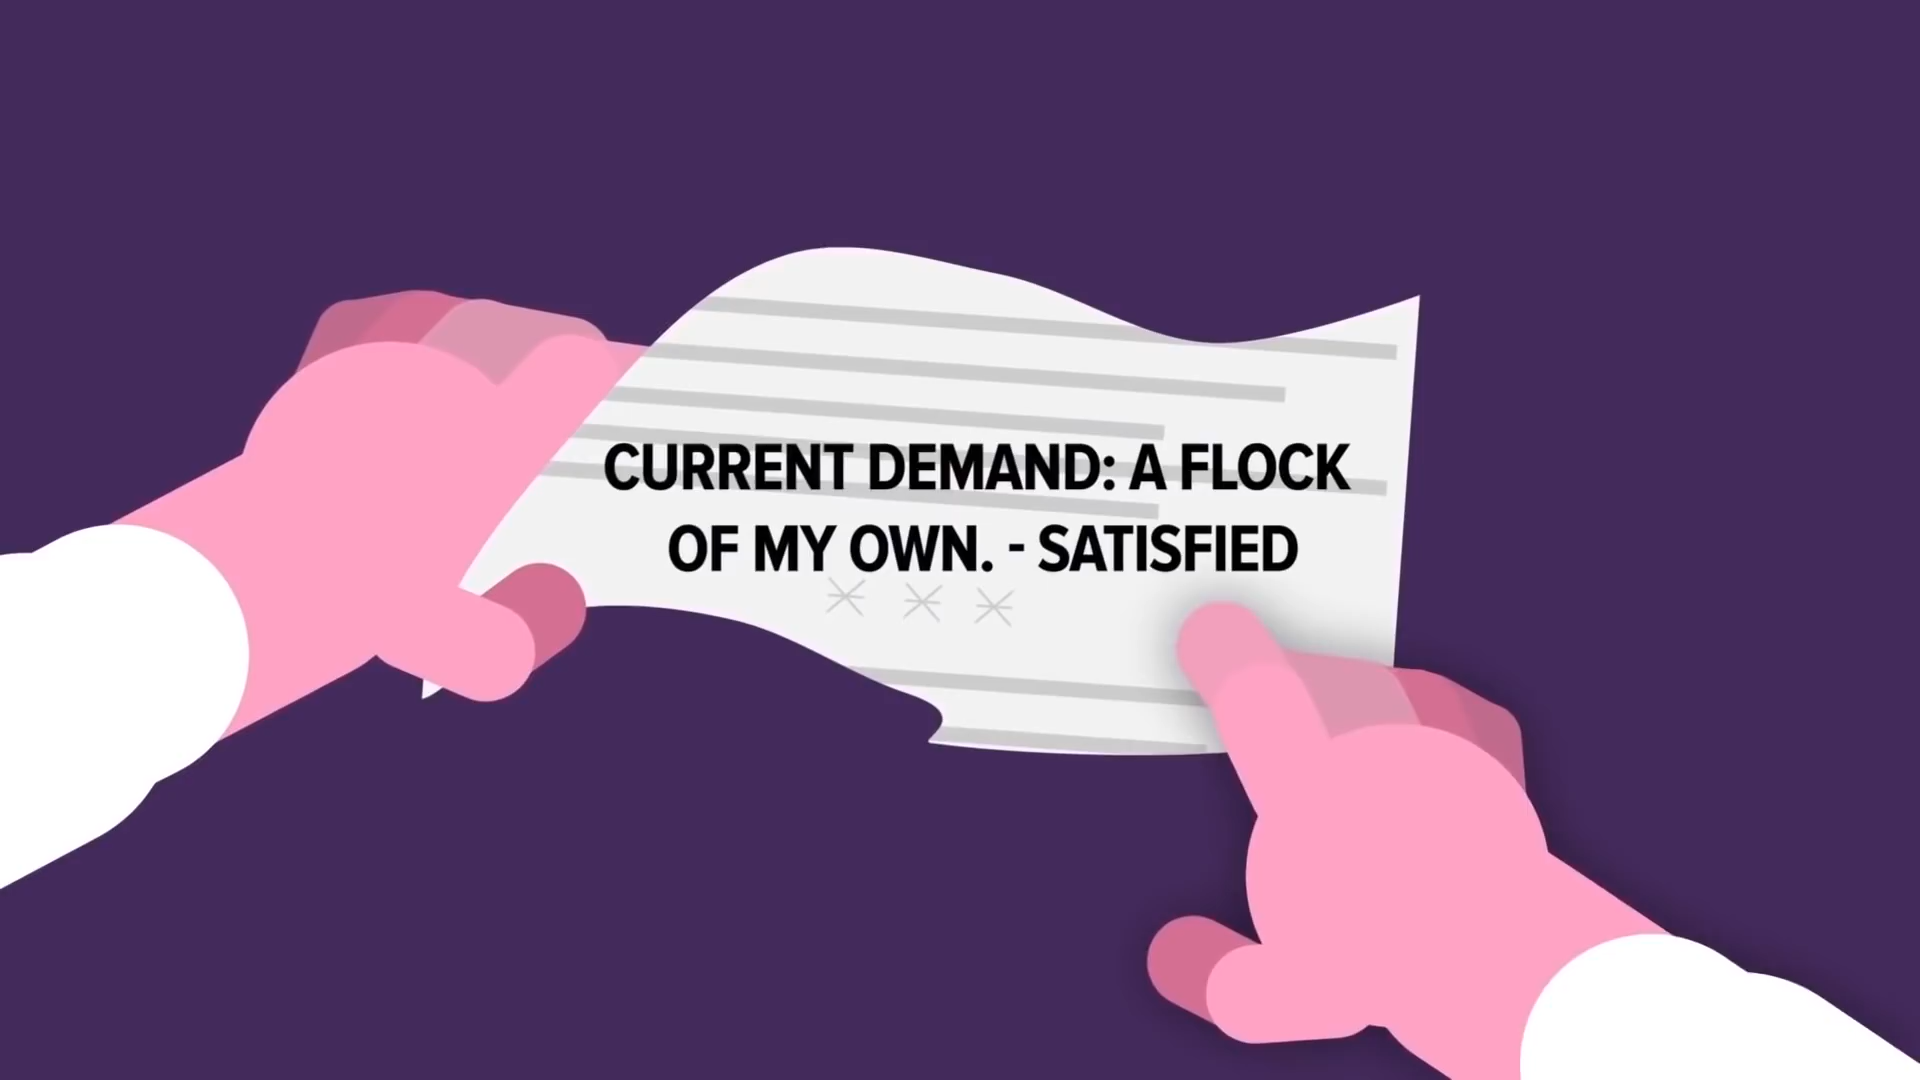 CURRENT DEMAND: A FLOCK
OF MY OWN. - SATISFIED